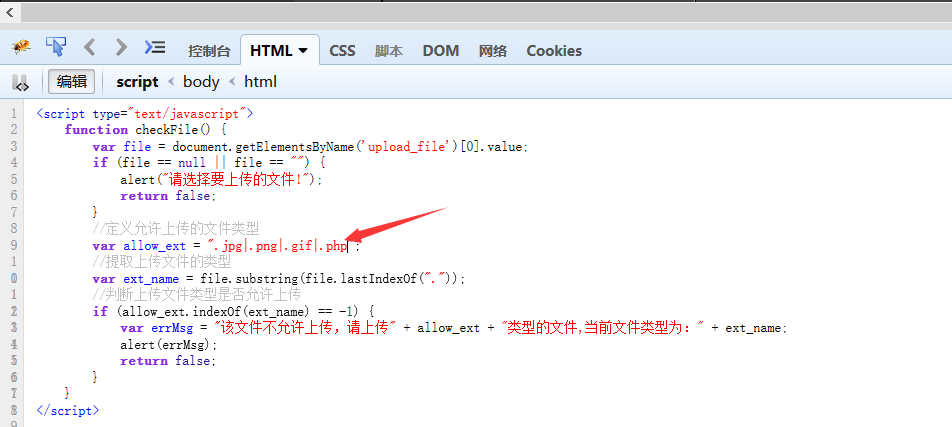 控制台 HTML CSS 脚本 DOM 网络 Cookies
编辑 script < body < html
1 <script type="text/javascript">
2 function checkFile() {
3 var file = document.getElementsByName('upload_file')[0].value;
4 if (file == null || file == "") {
5 alert("请选择要上传的文件!");
6 return false;
7 }
8 //定义允许上传的文件类型
9 var allow_ext = ".jpg|.png|.gif|.php";
1 //提取上传文件的类型
0 var ext_name = file.substring(file.lastIndexOf("."));
1 //判断上传文件类型是否允许上传
2 if (allow_ext.indexOf(ext_name) == -1) {
3 var errMsg = "该文件不允许上传，请上传" + allow_ext + "类型的文件,当前文件类型为：" + ext_name;
4 alert(errMsg);
5 return false;
6 }
7 }
8 </script>
9